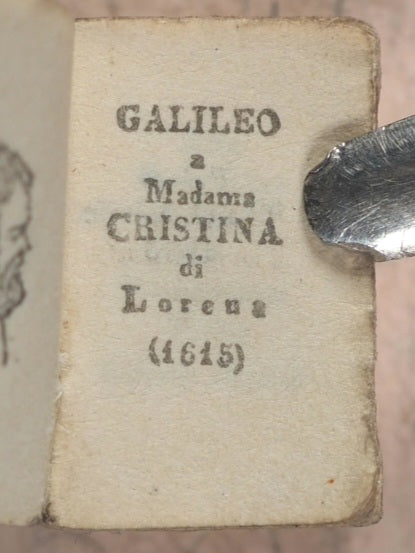 GALILEO
a
Madama
CRISTINA
di
Lorena
(1615)